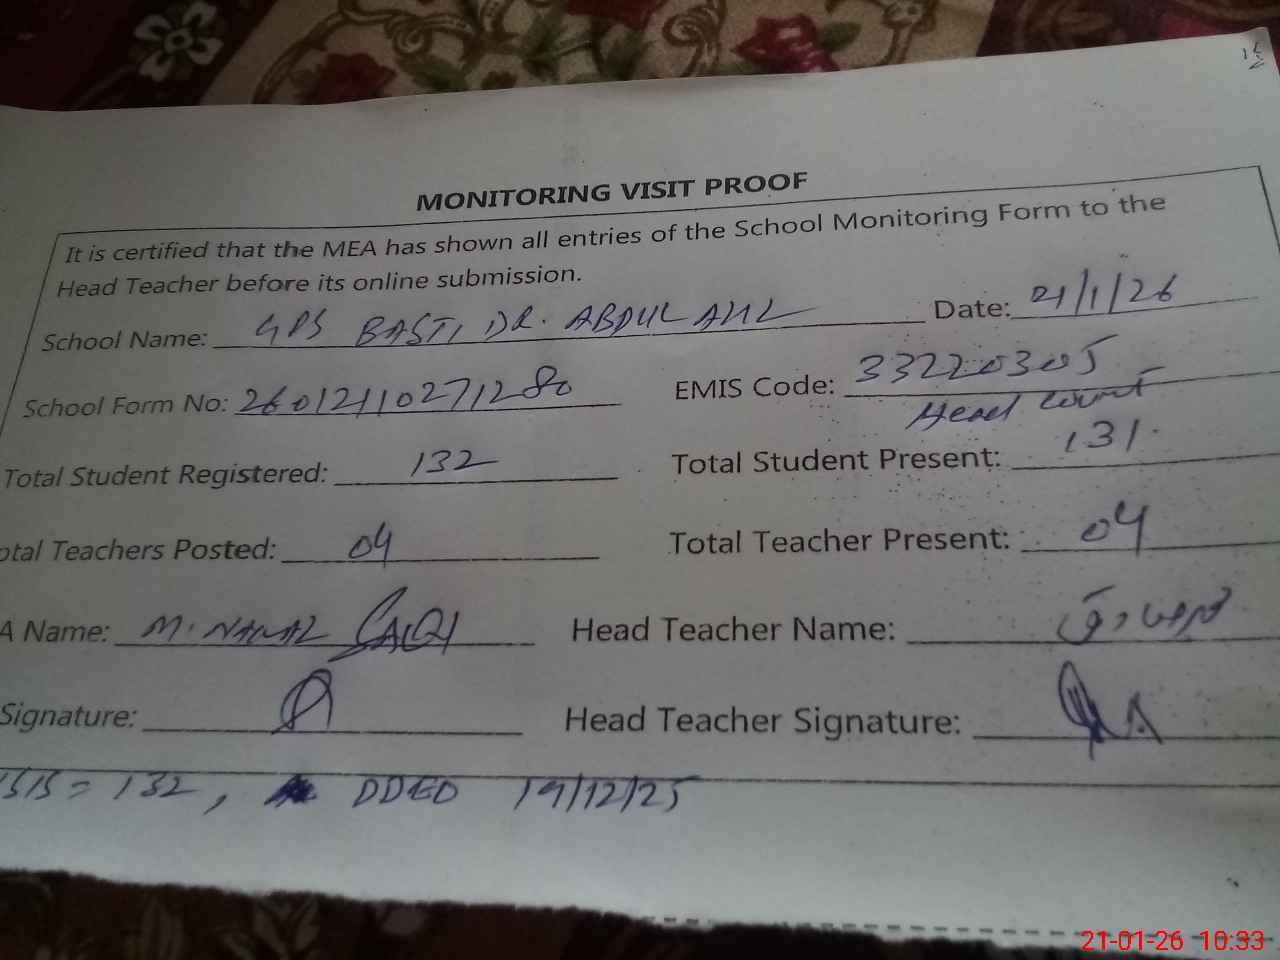 MONITORING VISIT PROOF
It is certified that the MEA has shown all entries of the School Monitoring Form to the
Head Teacher before its online submission.
School Name: GPS BASTI DR. ABDUL Date: 21/1/26
School Form No: 26012110271280 EMIS Code: 33220305
Head count
Total Student Registered: 132 Total Student Present: 131.
otal Teachers Posted: 04 Total Teacher Present: 04
A Name: M. Head Teacher Name:
Signature: Head Teacher Signature:
SIS = 132, DDEO 19/12/25
21-01-26 10:33